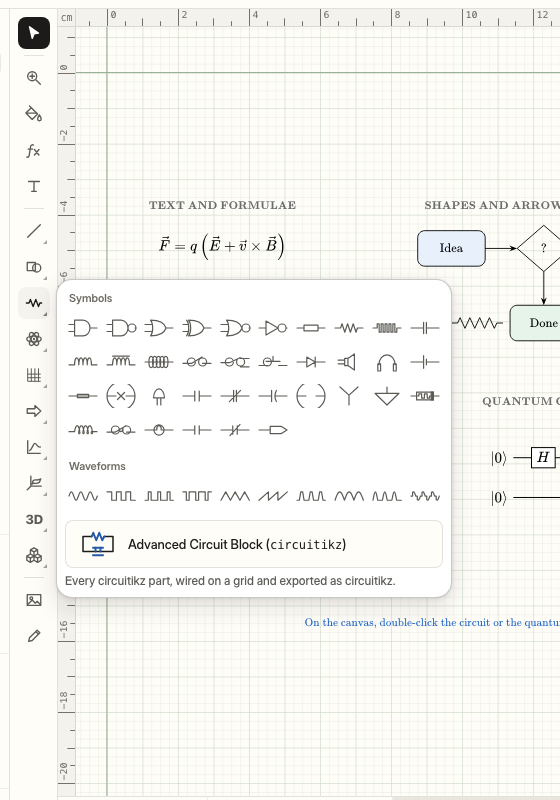 cm
0 2 4 6 8 10 12
0
−2
−4
−6
−16
−18
−20
fx
T
3D
TEXT AND FORMULAE
SHAPES AND ARROW
F⃗ = q (E⃗ + v⃗ × B⃗)
Idea
?
Done
Symbols
QUANTUM C
|0⟩ H
|0⟩
Waveforms
Advanced Circuit Block (circuitikz)
Every circuitikz part, wired on a grid and exported as circuitikz.
On the canvas, double-click the circuit or the quantu